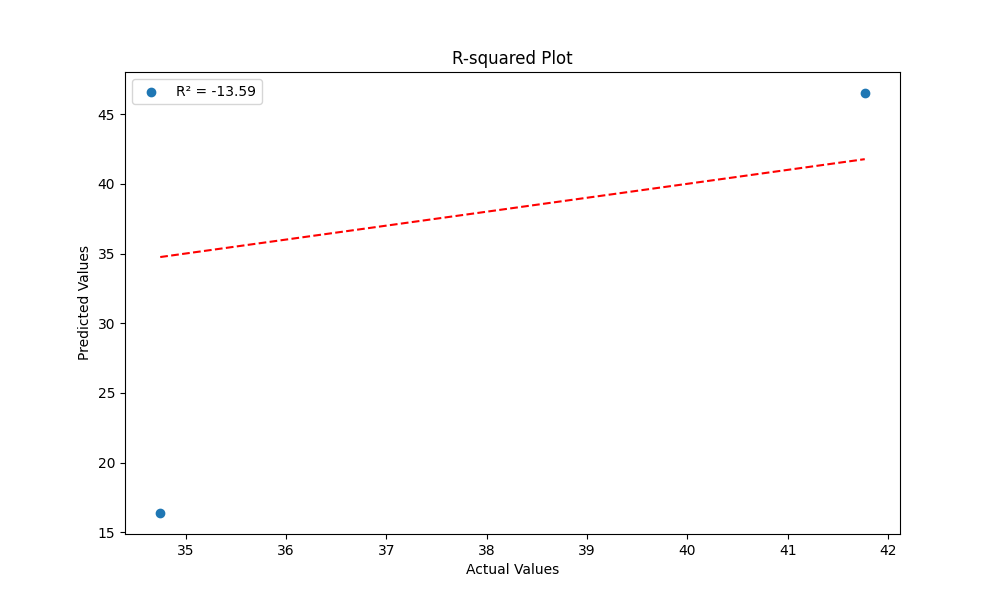 R-squared Plot
R² = -13.59
45
40
35
30
25
20
15
Predicted Values
35 36 37 38 39 40 41 42
Actual Values